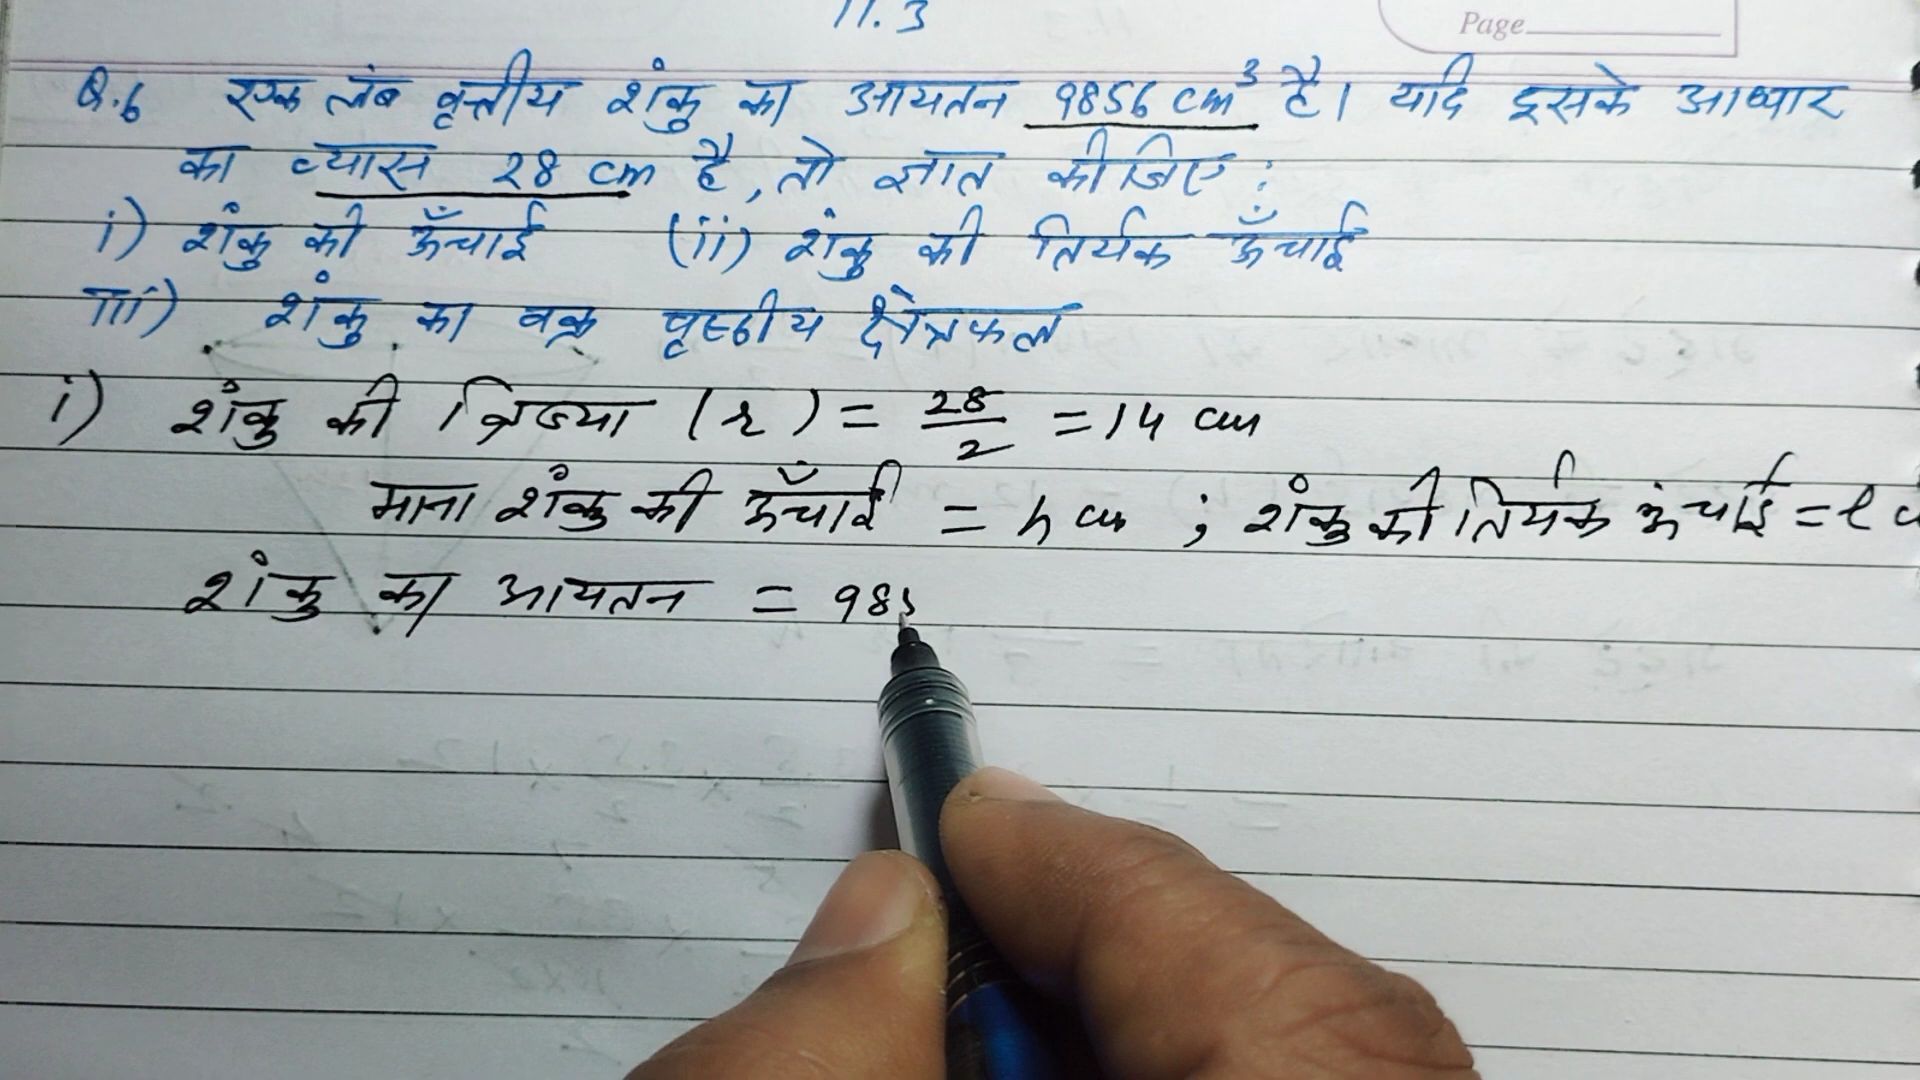 11.3
Page
Q.6 एक लंब वृत्तीय शंकु का आयतन 9856 cm³ है। यदि इसके आधार
का व्यास 28 cm है, तो ज्ञात कीजिए :
i) शंकु की ऊँचाई (ii) शंकु की तिर्यक ऊँचाई
iii) शंकु का वक्र पृष्ठीय क्षेत्रफल
i) शंकु की त्रिज्या (r) = 28/2 = 14 cm
माना शंकु की ऊँचाई = h cm ; शंकु की तिर्यक ऊंचाई = l c
शंकु का आयतन = 985